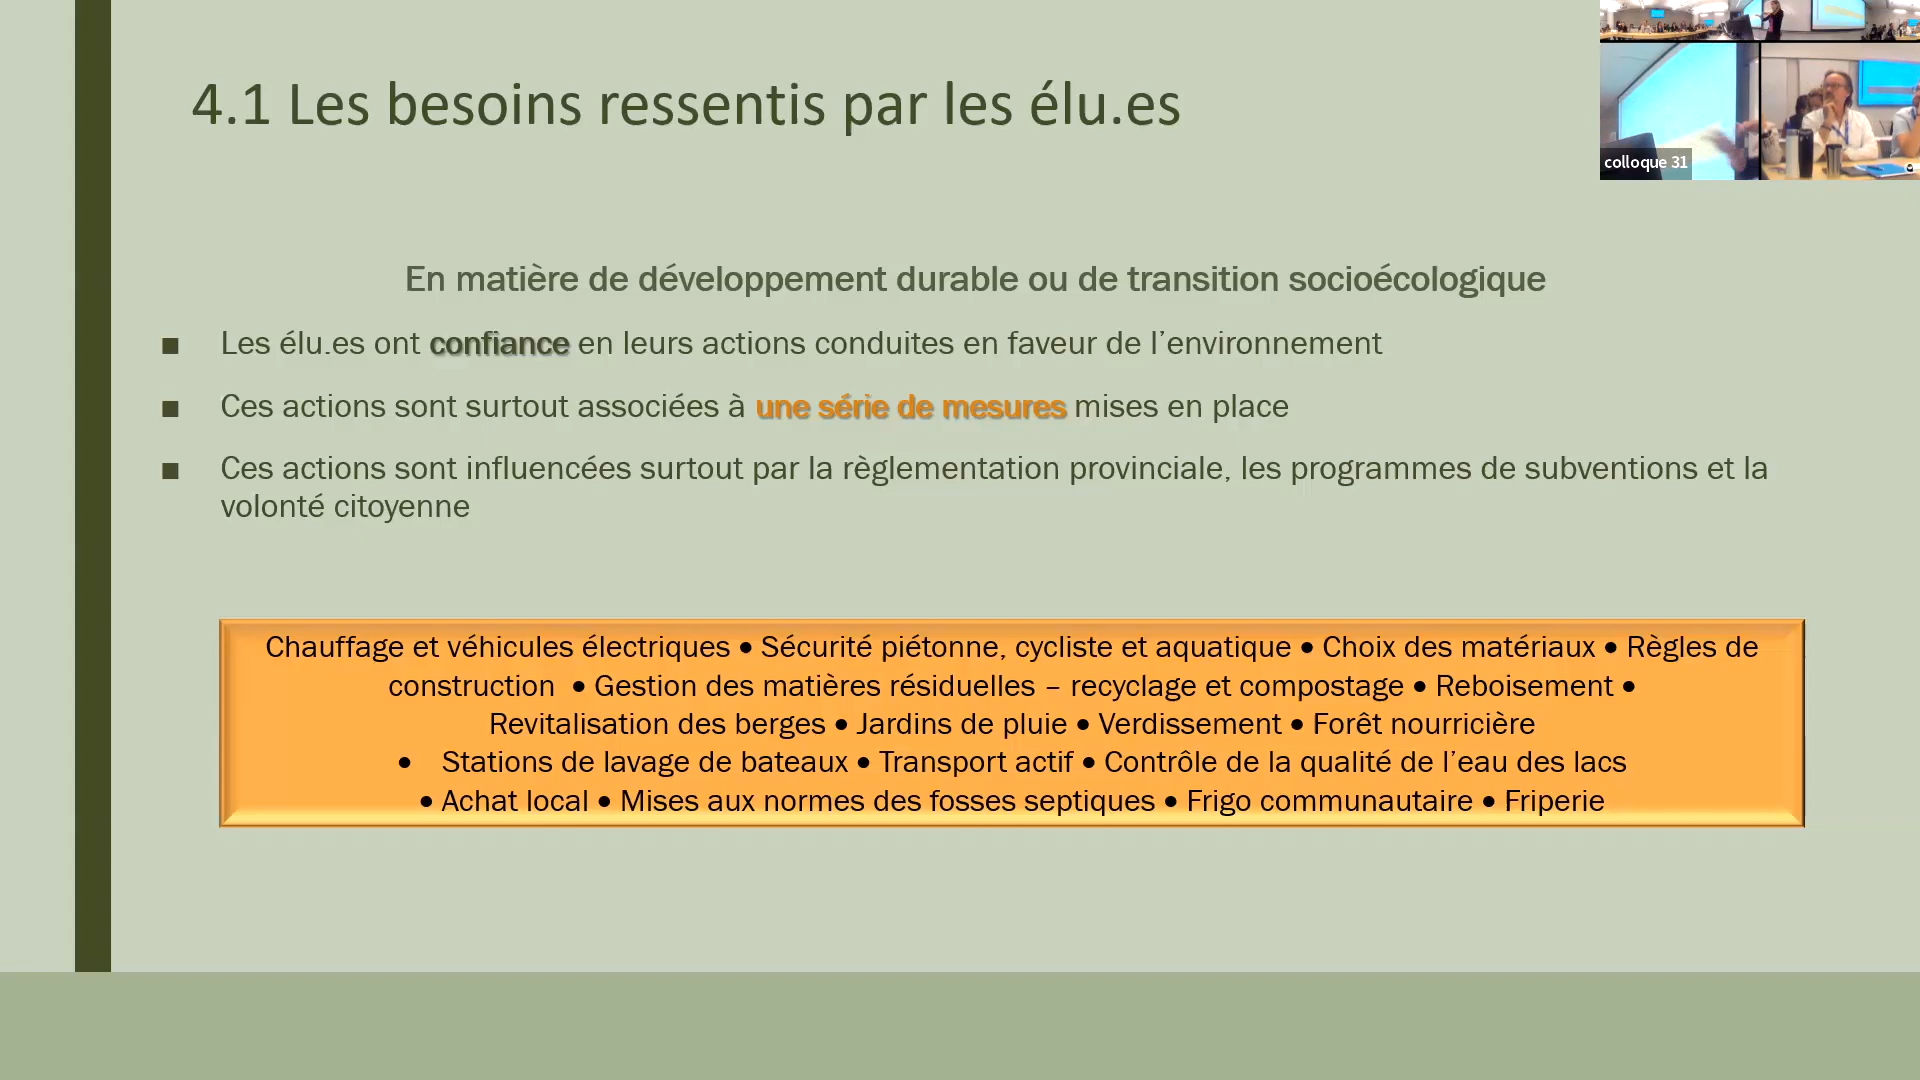 4.1 Les besoins ressentis par les élu.es
colloque 31
En matière de développement durable ou de transition socioécologique
■ Les élu.es ont confiance en leurs actions conduites en faveur de l’environnement
■ Ces actions sont surtout associées à une série de mesures mises en place
■ Ces actions sont influencées surtout par la règlementation provinciale, les programmes de subventions et la
volonté citoyenne
Chauffage et véhicules électriques • Sécurité piétonne, cycliste et aquatique • Choix des matériaux • Règles de
construction • Gestion des matières résiduelles – recyclage et compostage • Reboisement •
Revitalisation des berges • Jardins de pluie • Verdissement • Forêt nourricière
• Stations de lavage de bateaux • Transport actif • Contrôle de la qualité de l’eau des lacs
• Achat local • Mises aux normes des fosses septiques • Frigo communautaire • Friperie